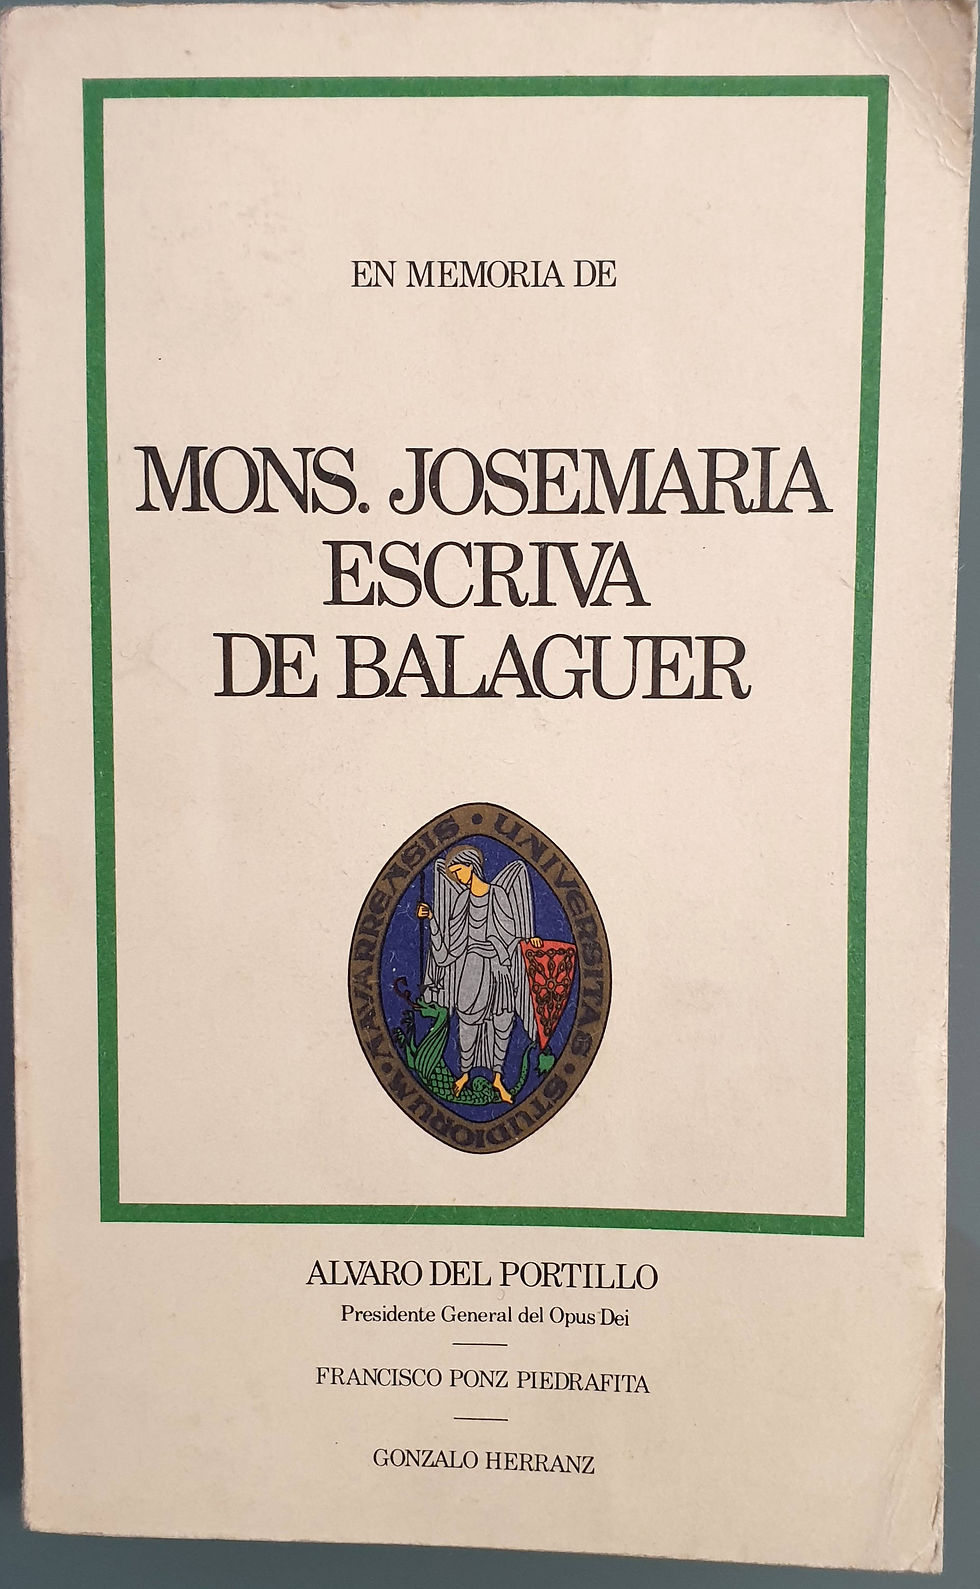 EN MEMORIA DE
MONS. JOSEMARIA
ESCRIVA
DE BALAGUER
UNIVERSITAS • STUDIORUM • NAVARRENSIS •
ALVARO DEL PORTILLO
Presidente General del Opus Dei
FRANCISCO PONZ PIEDRAFITA
GONZALO HERRANZ